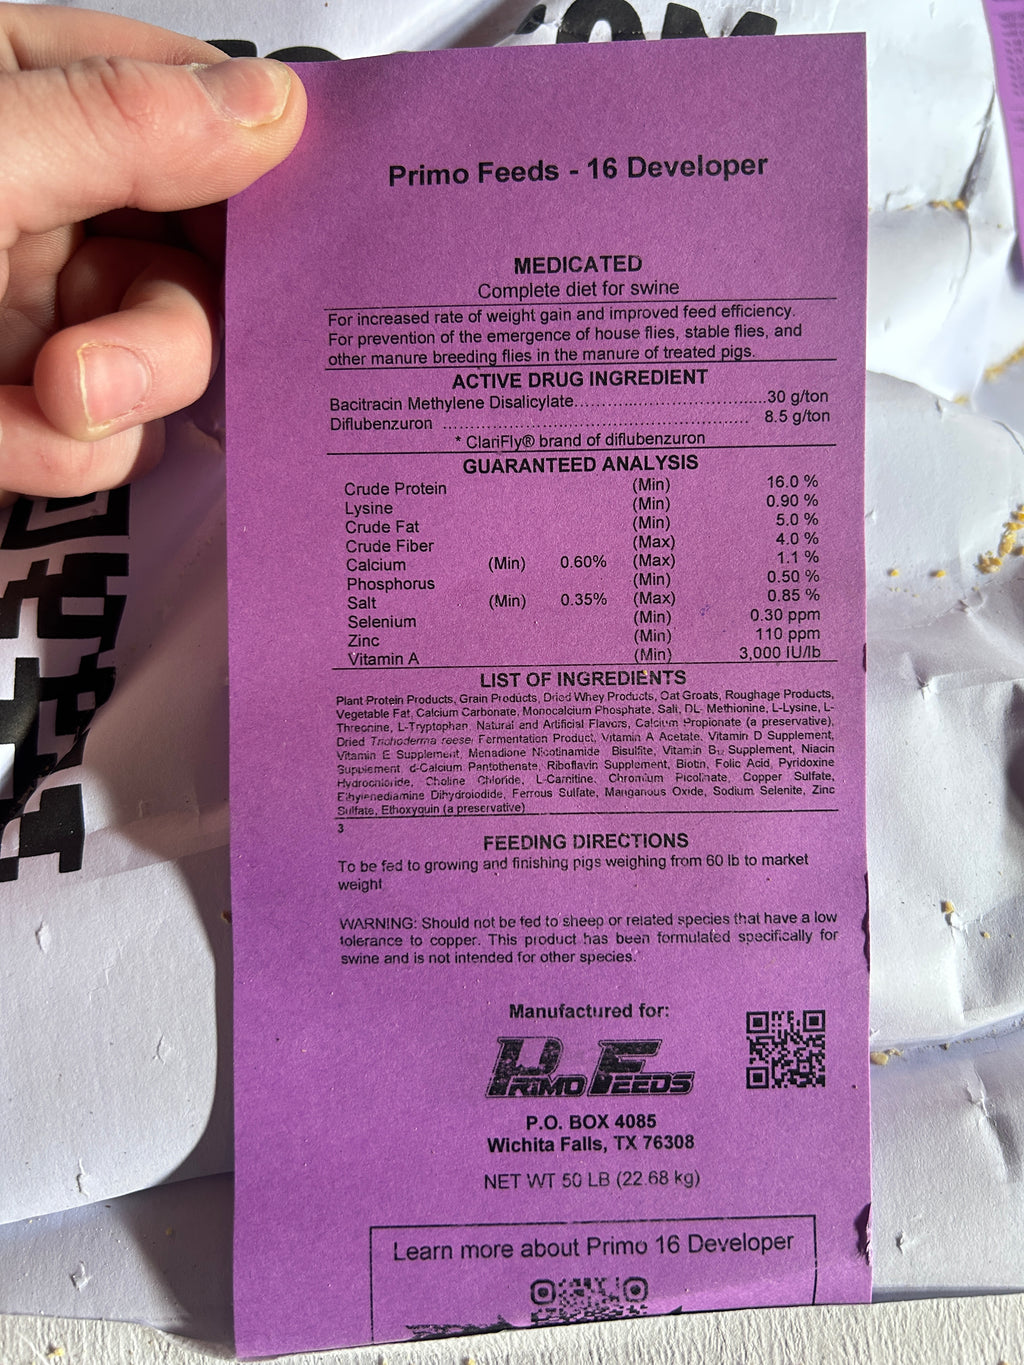 Primo Feeds - 16 Developer
MEDICATED
Complete diet for swine
For increased rate of weight gain and improved feed efficiency.
For prevention of the emergence of house flies, stable flies, and
other manure breeding flies in the manure of treated pigs.
ACTIVE DRUG INGREDIENT
Bacitracin Methylene Disalicylate..............................30 g/ton
Diflubenzuron ................................................ 8.5 g/ton
* ClariFly® brand of diflubenzuron
GUARANTEED ANALYSIS
Crude Protein (Min) 16.0 %
Lysine (Min) 0.90 %
Crude Fat (Min) 5.0 %
Crude Fiber (Max) 4.0 %
Calcium (Min) 0.60% (Max) 1.1 %
Phosphorus (Min) 0.50 %
Salt (Min) 0.35% (Max) 0.85 %
Selenium (Min) 0.30 ppm
Zinc (Min) 110 ppm
Vitamin A (Min) 3,000 IU/lb
LIST OF INGREDIENTS
Plant Protein Products, Grain Products, Dried Whey Products, Oat Groats, Roughage Products,
Vegetable Fat, Calcium Carbonate, Monocalcium Phosphate, Salt, DL- Methionine, L-Lysine, L-
Threonine, L-Tryptophan, Natural and Artificial Flavors, Calcium Propionate (a preservative),
Dried Trichoderma reesei Fermentation Product, Vitamin A Acetate, Vitamin D Supplement,
Vitamin E Supplement, Menadione Nicotinamide Bisulfite, Vitamin B12 Supplement, Niacin
Supplement, d-Calcium Pantothenate, Riboflavin Supplement, Biotin, Folic Acid, Pyridoxine
Hydrochloride, Choline Chloride, L-Carnitine, Chromium Picolinate, Copper Sulfate,
Ethylenediamine Dihydroiodide, Ferrous Sulfate, Manganous Oxide, Sodium Selenite, Zinc
Sulfate, Ethoxyquin (a preservative)
3
FEEDING DIRECTIONS
To be fed to growing and finishing pigs weighing from 60 lb to market
weight
WARNING: Should not be fed to sheep or related species that have a low
tolerance to copper. This product has been formulated specifically for
swine and is not intended for other species.
Manufactured for:
PF
PRIMO FEEDS
P.O. BOX 4085
Wichita Falls, TX 76308
NET WT 50 LB (22.68 kg)
Learn more about Primo 16 Developer